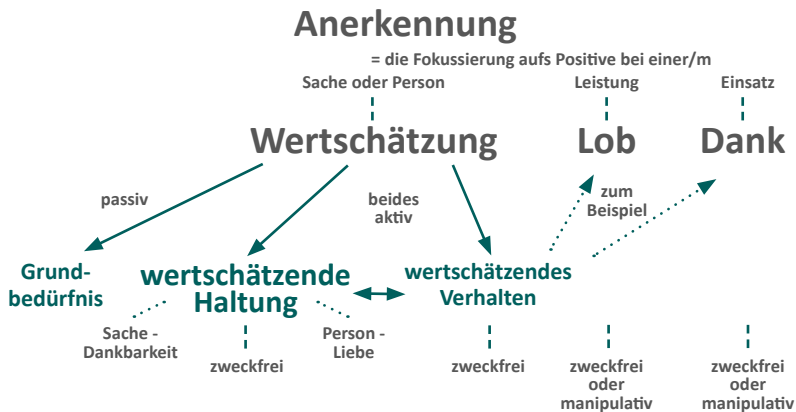 Anerkennung
= die Fokussierung aufs Positive bei einer/m
Sache oder Person
Leistung
Einsatz
Wertschätzung
Lob
Dank
passiv
beides
aktiv
zum
Beispiel
Grund-
bedürfnis
wertschätzende
Haltung
wertschätzendes
Verhalten
Sache -
Dankbarkeit
zweckfrei
Person -
Liebe
zweckfrei
zweckfrei
oder
manipulativ
zweckfrei
oder
manipulativ